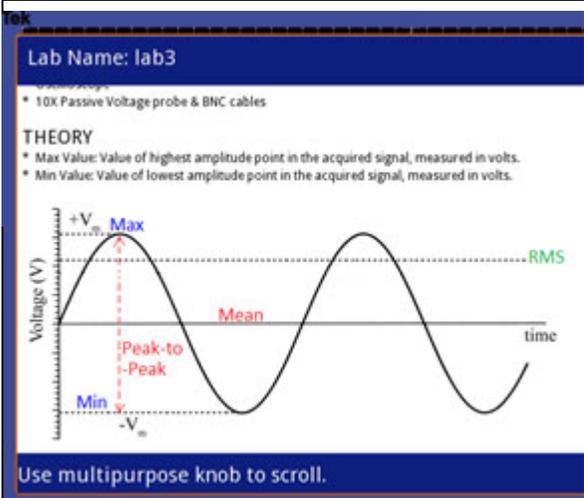 Tek
Lab Name: lab3
* 10X Passive Voltage probe & BNC cables
THEORY
* Max Value: Value of highest amplitude point in the acquired signal, measured in volts.
* Min Value: Value of lowest amplitude point in the acquired signal, measured in volts.
+Vm Max
RMS
Voltage (V)
Mean
time
Peak-to
-Peak
Min
-Vm
Use multipurpose knob to scroll.